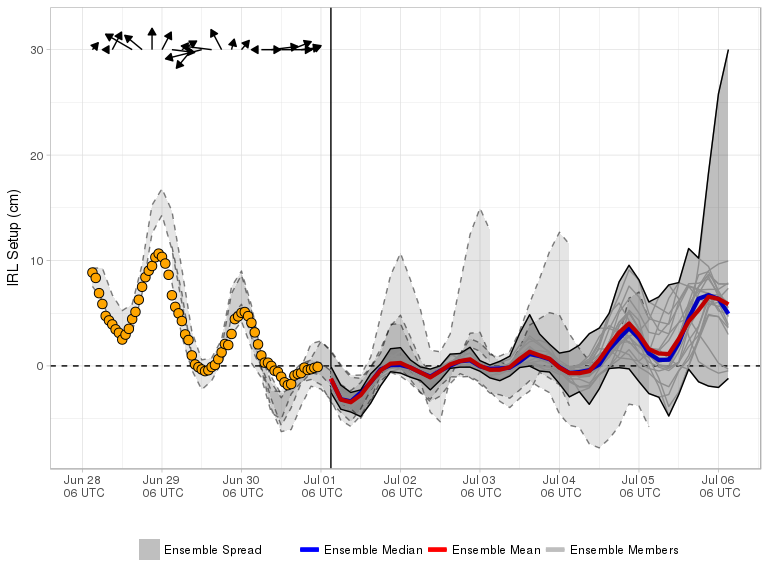 IRL Setup (cm)
30
20
10
0
Jun 28 Jun 29 Jun 30 Jul 01 Jul 02 Jul 03 Jul 04 Jul 05 Jul 06
06 UTC 06 UTC 06 UTC 06 UTC 06 UTC 06 UTC 06 UTC 06 UTC 06 UTC
Ensemble Spread Ensemble Median Ensemble Mean Ensemble Members